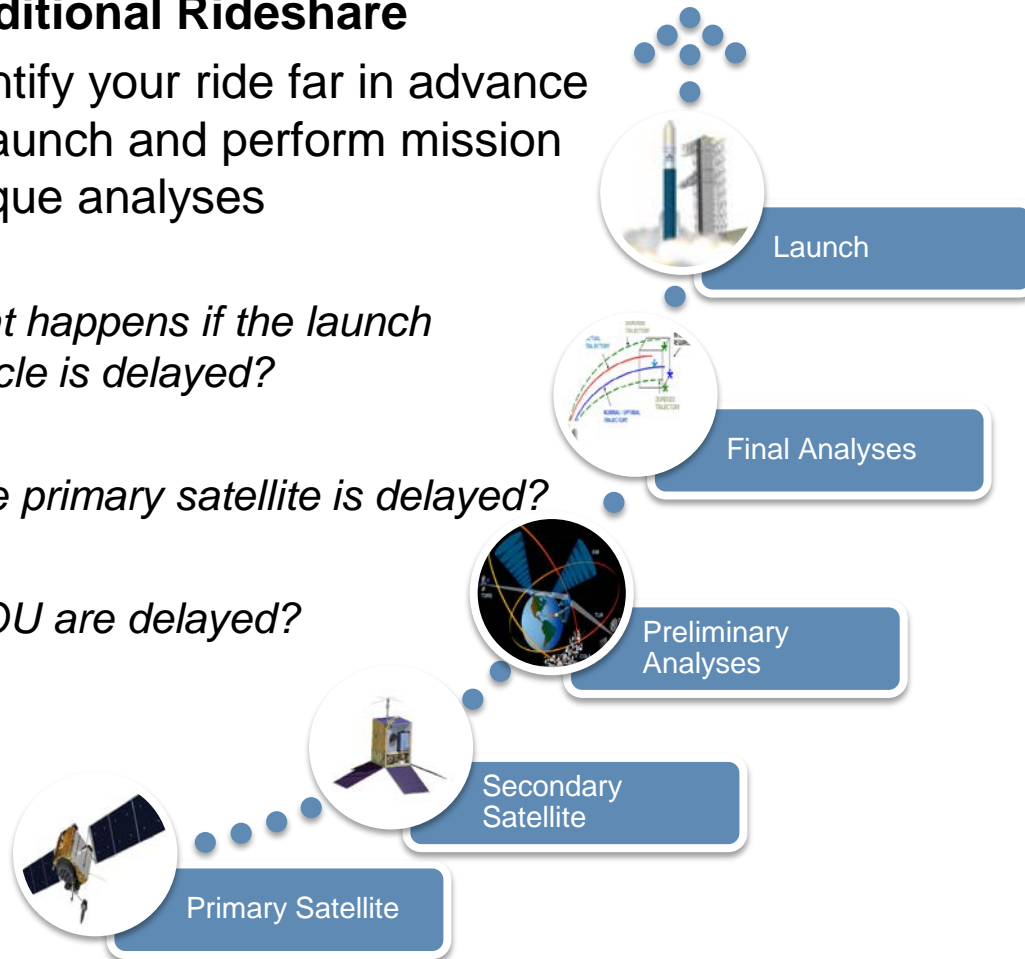 ditional Rideshare
ntify your ride far in advance
aunch and perform mission
que analyses
at happens if the launch
cle is delayed?
e primary satellite is delayed?
OU are delayed?
Launch
Final Analyses
Preliminary
Analyses
Secondary
Satellite
Primary Satellite